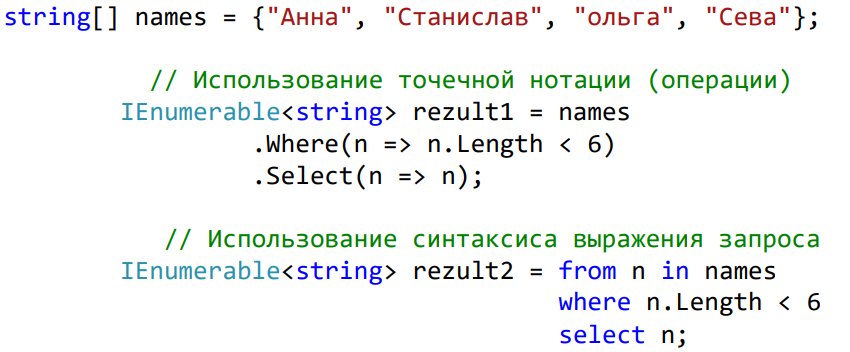 string[] names = {"Анна", "Станислав", "ольга", "Сева"};
// Использование точечной нотации (операции)
IEnumerable<string> rezult1 = names
.Where(n => n.Length < 6)
.Select(n => n);
// Использование синтаксиса выражения запроса
IEnumerable<string> rezult2 = from n in names
where n.Length < 6
select n;